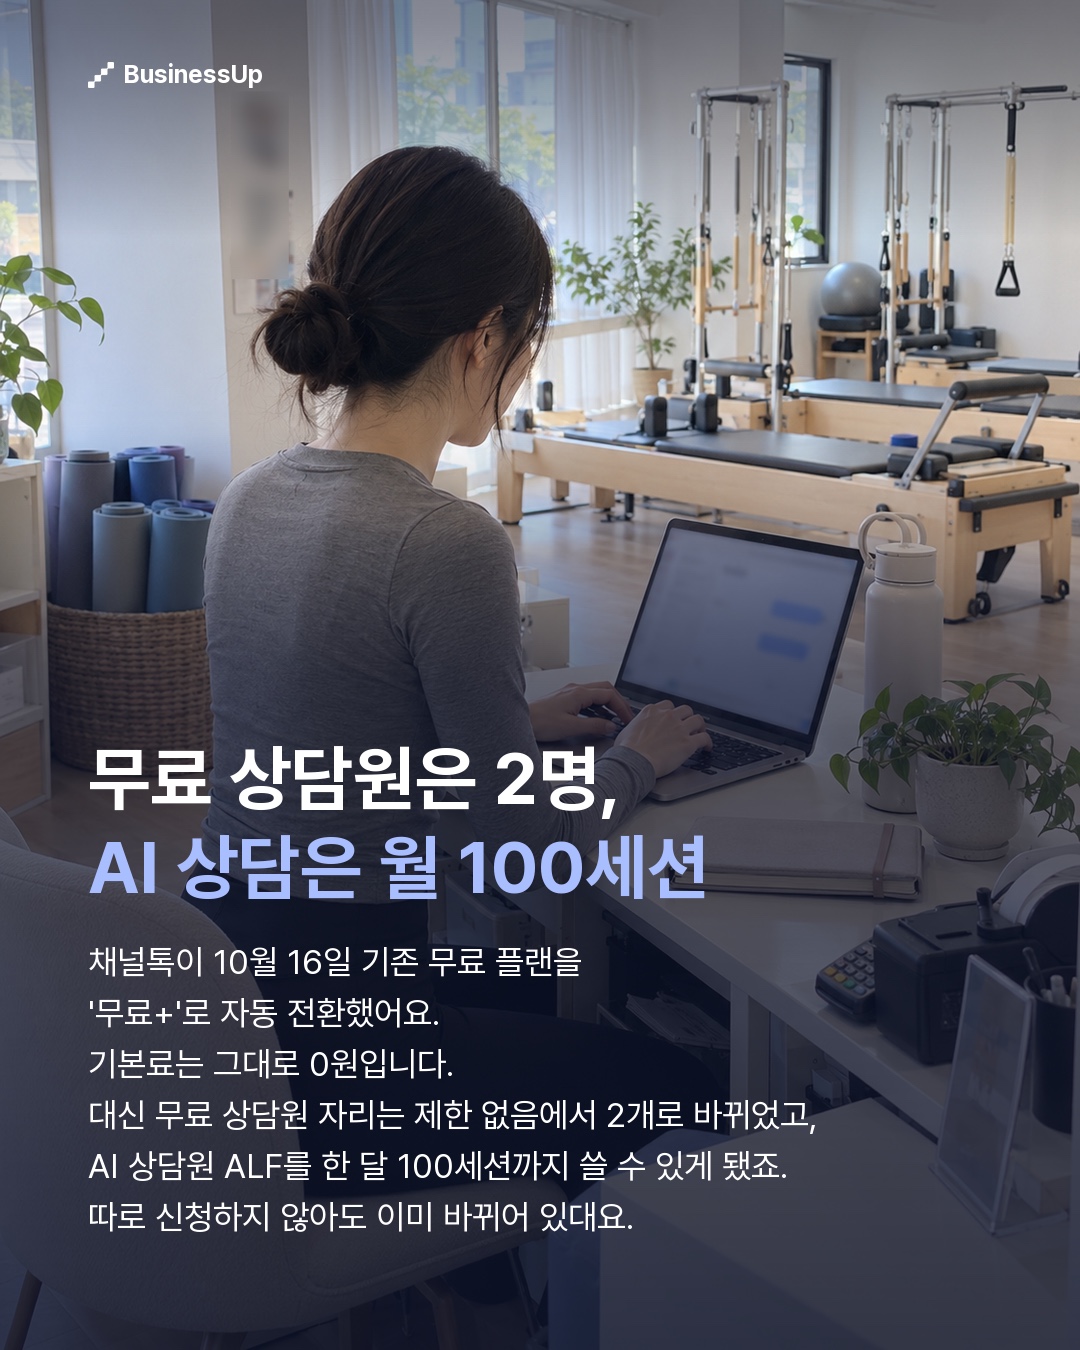 BusinessUp
무료 상담원은 2명,
AI 상담은 월 100세션
채널톡이 10월 16일 기존 무료 플랜을
'무료+'로 자동 전환했어요.
기본료는 그대로 0원입니다.
대신 무료 상담원 자리는 제한 없음에서 2개로 바뀌었고,
AI 상담원 ALF를 한 달 100세션까지 쓸 수 있게 됐죠.
따로 신청하지 않아도 이미 바뀌어 있대요.